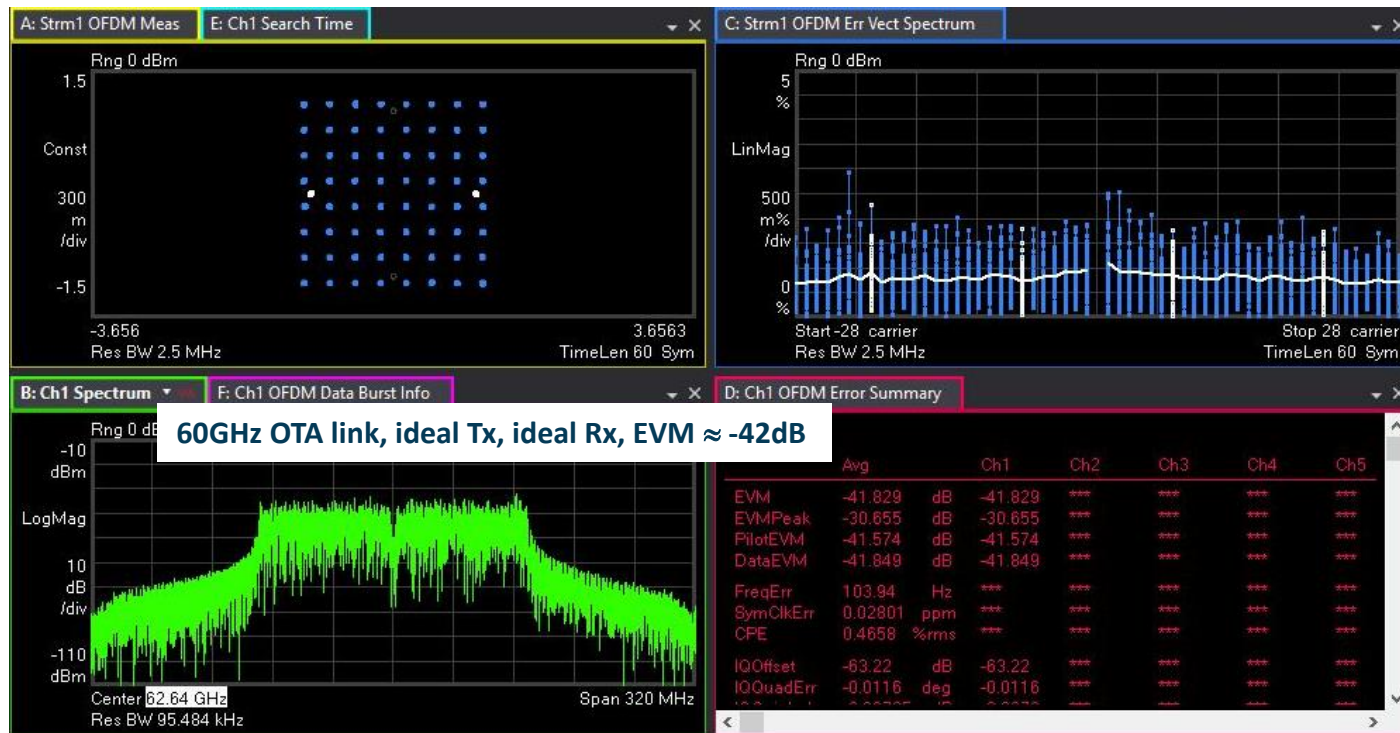 A: Strm1 OFDM Meas
E: Ch1 Search Time
Rng 0 dBm
1.5
Const
300
m
/div
-1.5
-3.656
3.6563
Res BW 2.5 MHz
TimeLen 60 Sym
C: Strm1 OFDM Err Vect Spectrum
Rng 0 dBm
5
%
LinMag
500
m%
/div
0
%
Start -28 carrier
Stop 28 carrier
Res BW 2.5 MHz
TimeLen 60 Sym
B: Ch1 Spectrum
F: Ch1 OFDM Data Burst Info
60GHz OTA link, ideal Tx, ideal Rx, EVM ≈ -42dB
Rng 0
-10
dBm
LogMag
10
dB
/div
-110
dBm
Center 62.64 GHz
Span 320 MHz
Res BW 95.484 kHz
D: Ch1 OFDM Error Summary
Avg Ch1 Ch2 Ch3 Ch4 Ch5
EVM -41.829 dB -41.829 *** *** *** ***
EVMPeak -30.655 dB -30.655 *** *** *** ***
PilotEVM -41.574 dB -41.574 *** *** *** ***
DataEVM -41.849 dB -41.849 *** *** *** ***
FreqErr 103.94 Hz *** *** *** *** ***
SymClkErr 0.02801 ppm *** *** *** *** ***
CPE 0.4658 %rms *** *** *** *** ***
IQOffset -63.22 dB -63.22 *** *** *** ***
IQQuadErr -0.0116 deg -0.0116 *** *** *** ***